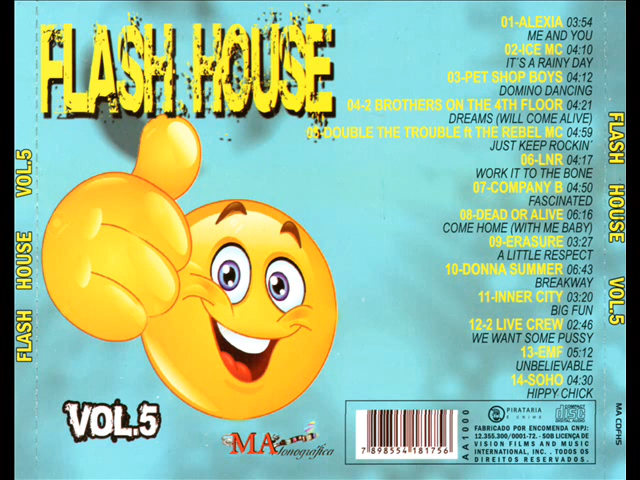 FLASH HOUSE
01-ALEXIA 03:54
ME AND YOU
02-ICE MC 04:10
IT´S A RAINY DAY
03-PET SHOP BOYS 04:12
DOMINO DANCING
04-2 BROTHERS ON THE 4TH FLOOR 04:21
DREAMS (WILL COME ALIVE)
05-DOUBLE THE TROUBLE ft THE REBEL MC 04:59
JUST KEEP ROCKIN´
06-LNR 04:17
WORK IT TO THE BONE
07-COMPANY B 04:50
FASCINATED
08-DEAD OR ALIVE 06:16
COME HOME (WITH ME BABY)
09-ERASURE 03:27
A LITTLE RESPECT
10-DONNA SUMMER 06:43
BREAKWAY
11-INNER CITY 03:20
BIG FUN
12-2 LIVE CREW 02:46
WE WANT SOME PUSSY
13-EMF 05:12
UNBELIEVABLE
14-SOHO 04:30
HIPPY CHICK
FLASH HOUSE VOL.5
FLASH HOUSE VOL.5
MA CDFH5
VOL.5
MA
fonográfica
7 898554 181756
AA1000
PIRATARIA
É CRIME
COMPACT
disc
DIGITAL AUDIO
FABRICADO POR ENCOMENDA CNPJ:
12.355.300/0001-72. - SOB LICENÇA DE
VISION FILMS AND MUSIC
INTERNATIONAL, INC. . TODOS OS
DIREITOS RESERVADOS.